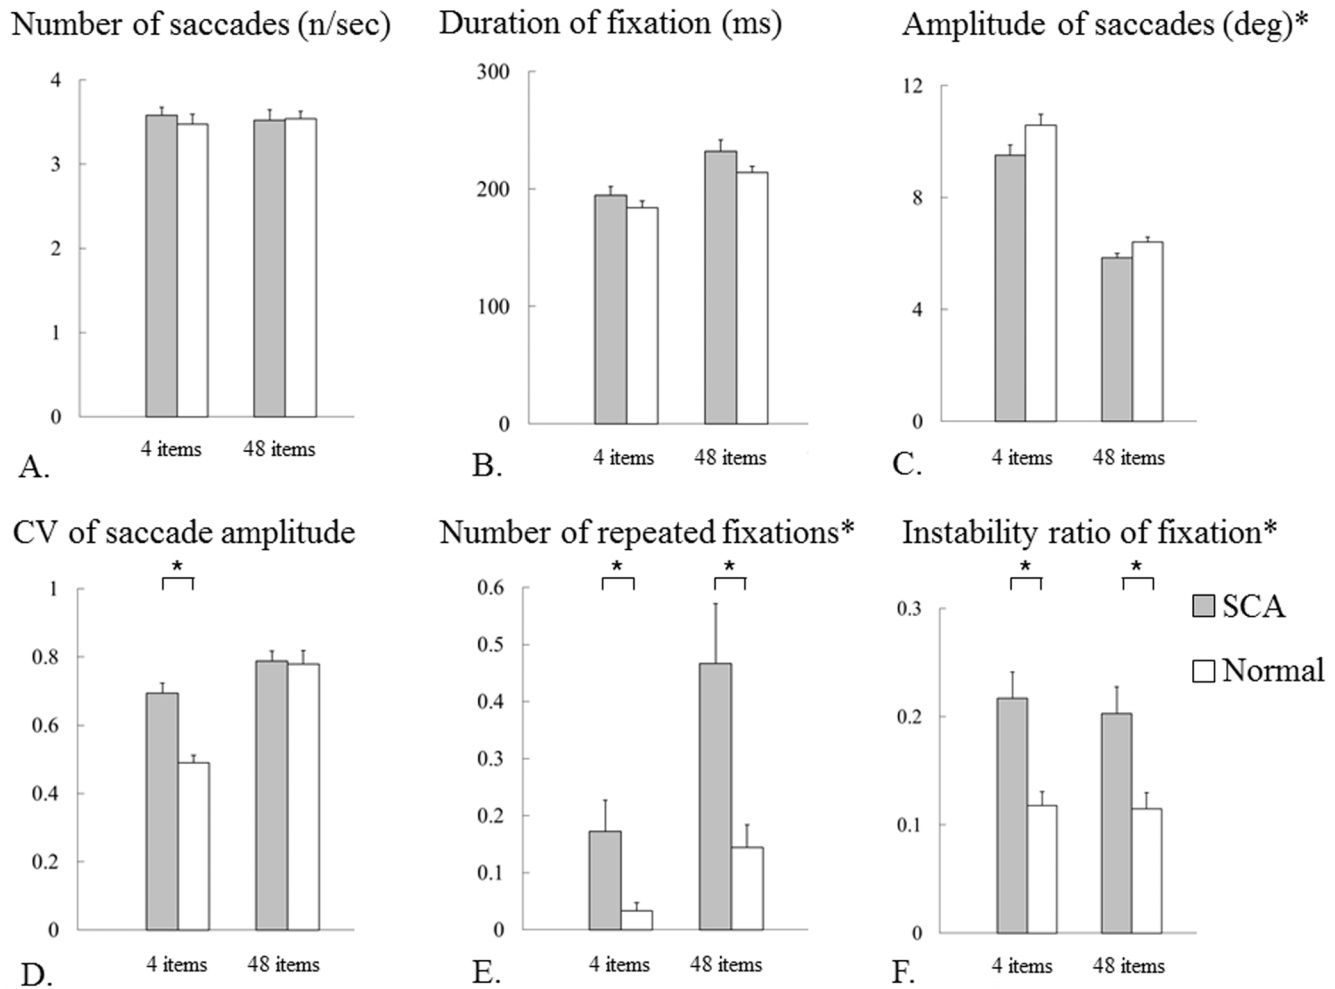 Number of saccades (n/sec)
Duration of fixation (ms)
Amplitude of saccades (deg)*
4
3
2
1
0
4 items 48 items
A.
300
200
100
0
4 items 48 items
B.
12
8
4
0
4 items 48 items
C.
CV of saccade amplitude
Number of repeated fixations*
Instability ratio of fixation*
*
1
0.8
0.6
0.4
0.2
0
4 items 48 items
D.
* *
0.6
0.5
0.4
0.3
0.2
0.1
0
4 items 48 items
E.
* *
0.3
0.2
0.1
0
4 items 48 items
F.
SCA
Normal